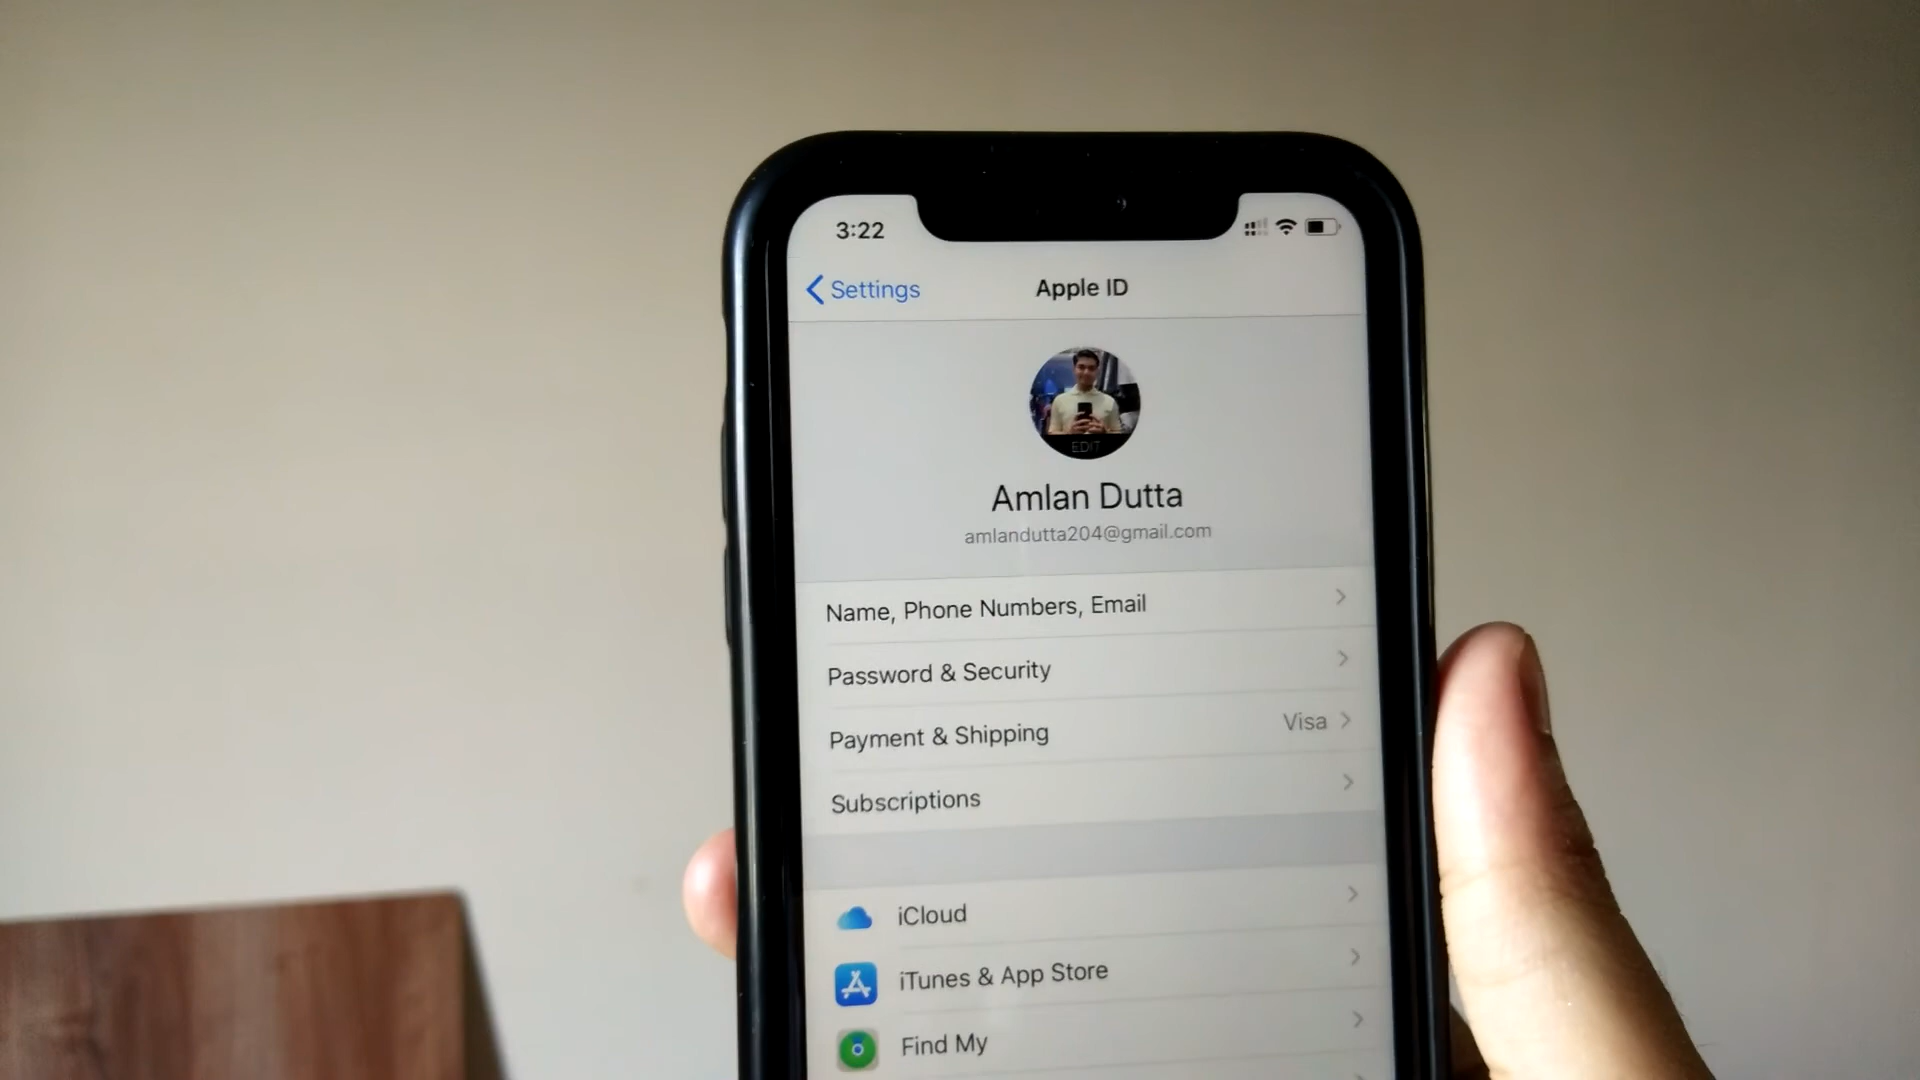 3:22
Settings
Apple ID
EDIT
Amlan Dutta
amlandutta204@gmail.com
Name, Phone Numbers, Email
Password & Security
Payment & Shipping Visa
Subscriptions
iCloud
iTunes & App Store
Find My